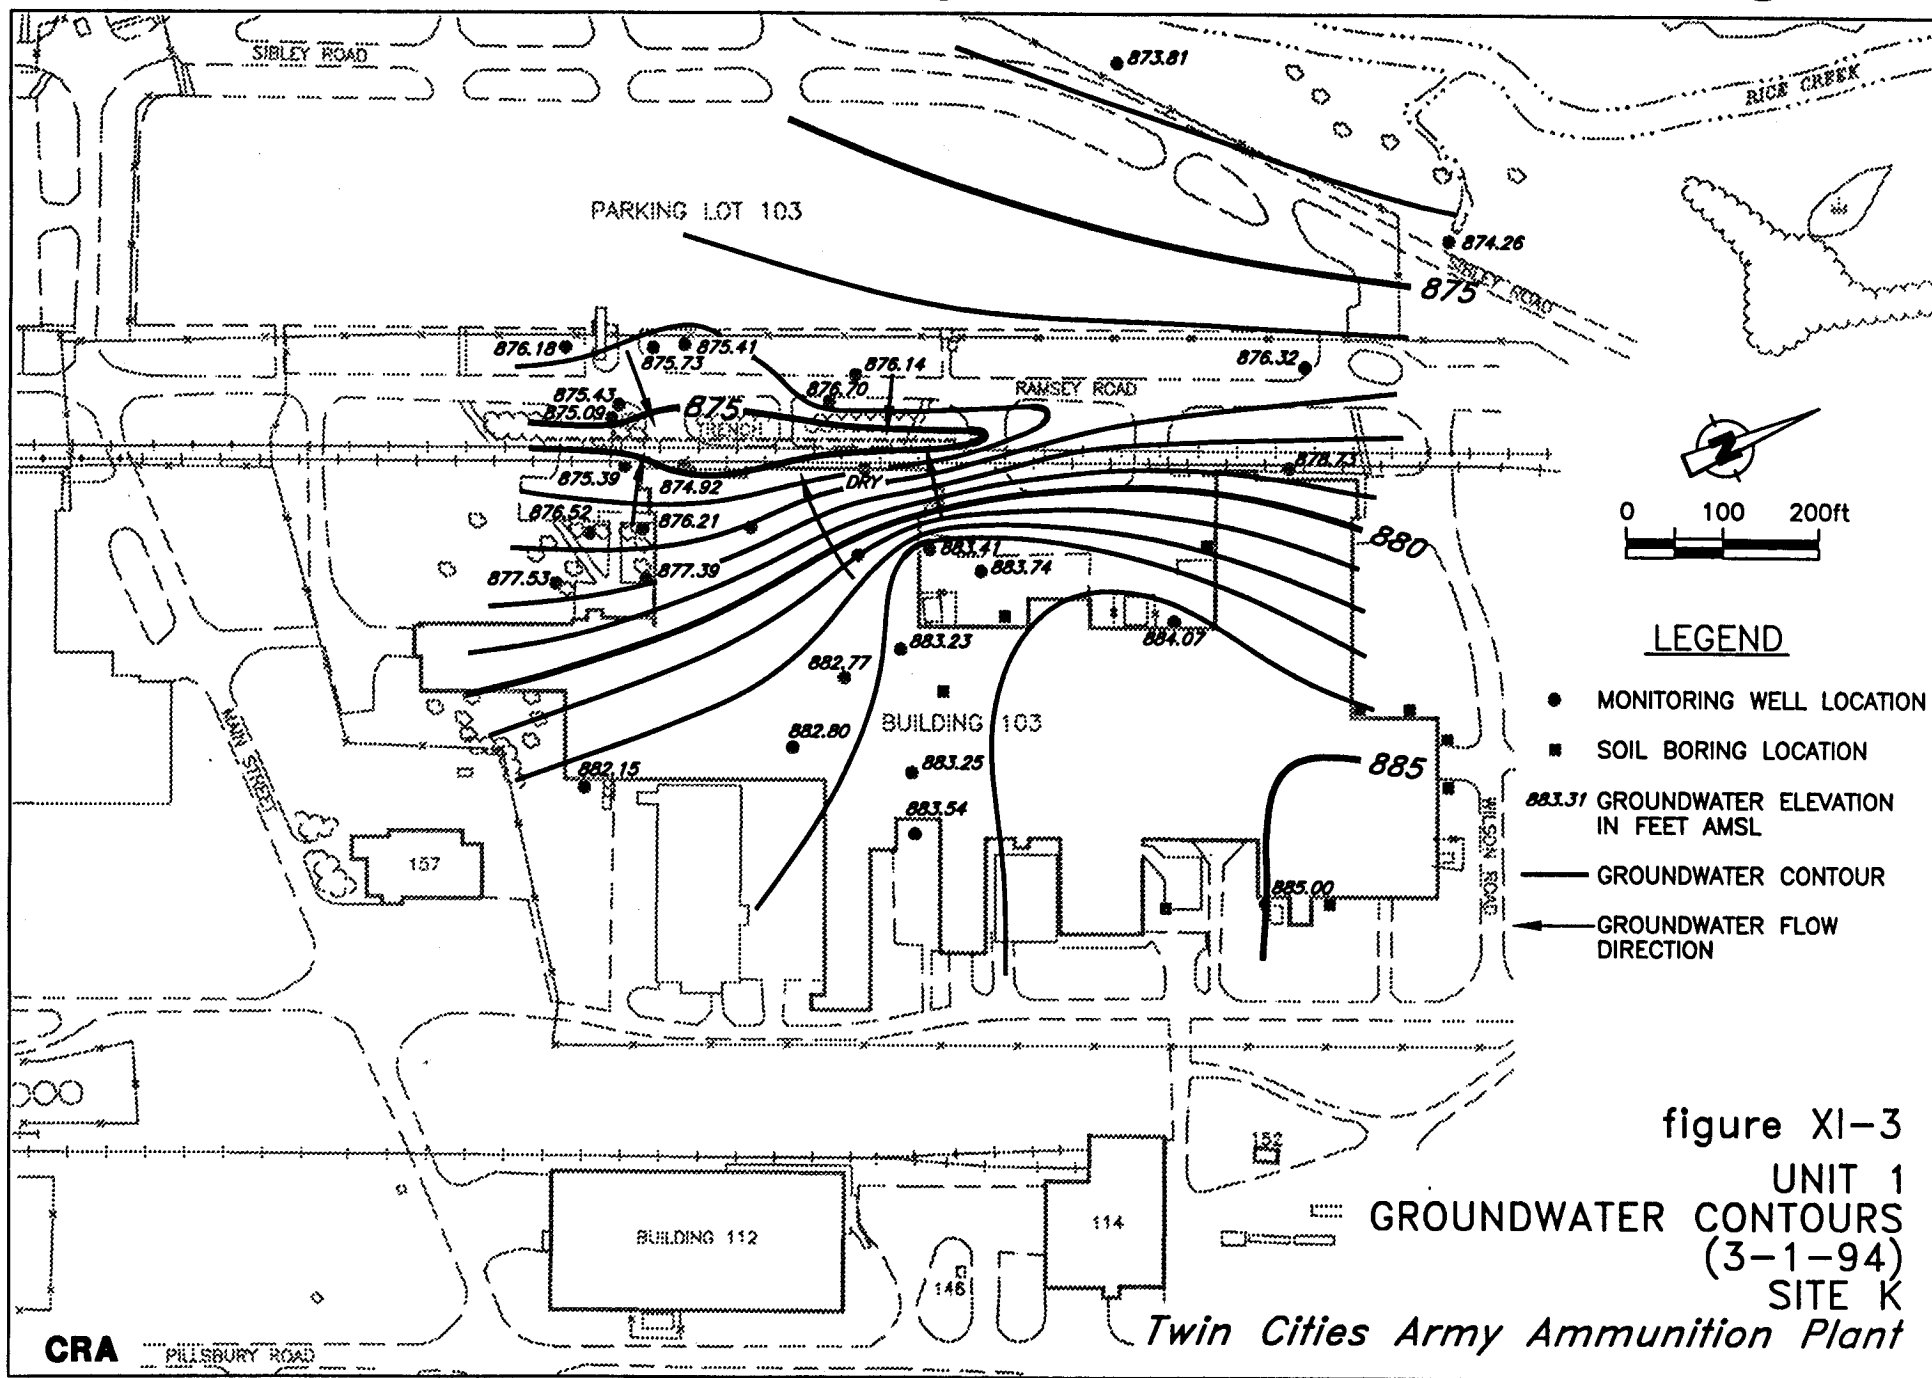 SIBLEY ROAD
873.81
RICE CREEK
PARKING LOT 103
874.26
SIBLEY ROAD
875
876.18
875.73
875.41
876.14
876.32
876.70
RAMSEY ROAD
875.43
875.09
875
TRENCH
878.73
875.39
874.92
DRY
0 100 200ft
876.52
876.21
880
883.41
883.74
877.53
877.39
884.07
883.23
882.77
BUILDING 103
882.80
883.25
885
882.15
883.54
MAIN STREET
157
885.00
WILSON ROAD
LEGEND
MONITORING WELL LOCATION
SOIL BORING LOCATION
883.31 GROUNDWATER ELEVATION
IN FEET AMSL
GROUNDWATER CONTOUR
GROUNDWATER FLOW
DIRECTION
152
BUILDING 112
114
146
figure XI-3
UNIT 1
GROUNDWATER CONTOURS
(3-1-94)
SITE K
Twin Cities Army Ammunition Plant
CRA
PILLSBURY ROAD